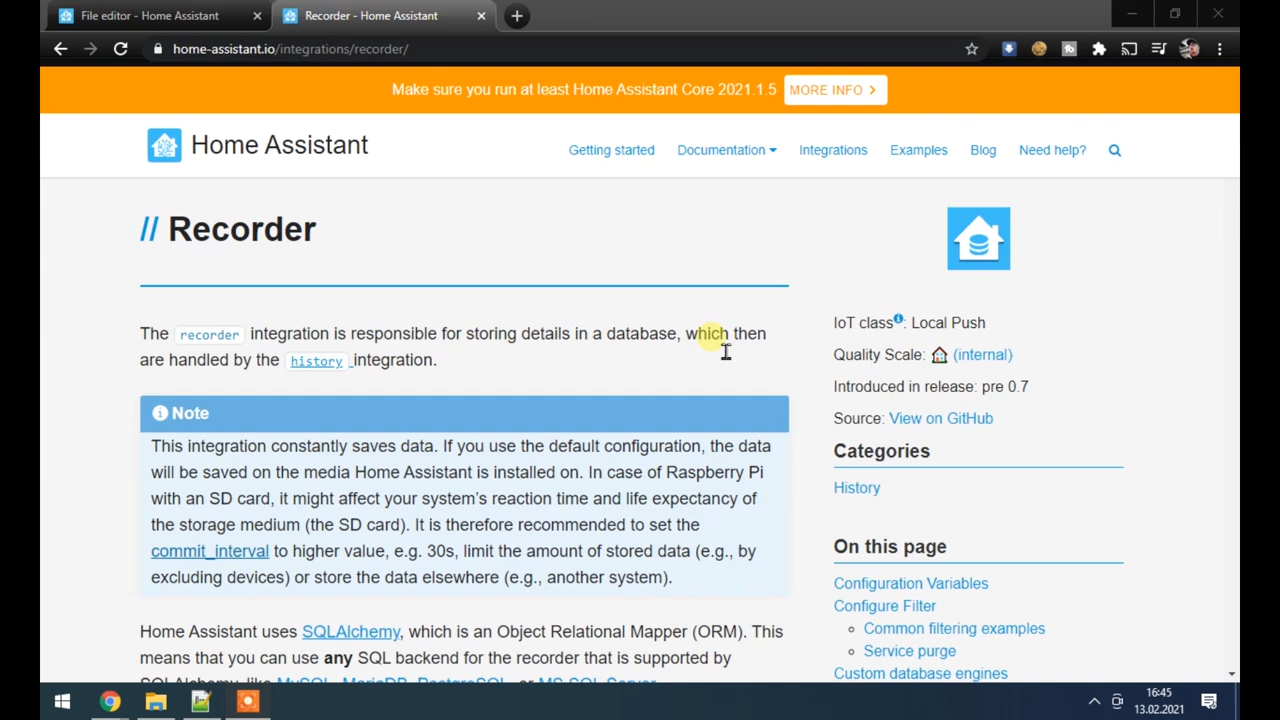 File editor - Home Assistant
Recorder - Home Assistant
home-assistant.io/integrations/recorder/
Make sure you run at least Home Assistant Core 2021.1.5 MORE INFO
Home Assistant
Getting started Documentation Integrations Examples Blog Need help?
// Recorder
The recorder integration is responsible for storing details in a database, which then
are handled by the history integration.
Note
This integration constantly saves data. If you use the default configuration, the data
will be saved on the media Home Assistant is installed on. In case of Raspberry Pi
with an SD card, it might affect your system's reaction time and life expectancy of
the storage medium (the SD card). It is therefore recommended to set the
commit_interval to higher value, e.g. 30s, limit the amount of stored data (e.g., by
excluding devices) or store the data elsewhere (e.g., another system).
Home Assistant uses SQLAlchemy, which is an Object Relational Mapper (ORM). This
means that you can use any SQL backend for the recorder that is supported by
SQLAlchemy, like MySQL, MariaDB, PostgreSQL, or MS SQL Server.
IoT class: Local Push
Quality Scale: (internal)
Introduced in release: pre 0.7
Source: View on GitHub
Categories
History
On this page
Configuration Variables
Configure Filter
Common filtering examples
Service purge
Custom database engines
16:45
13.02.2021